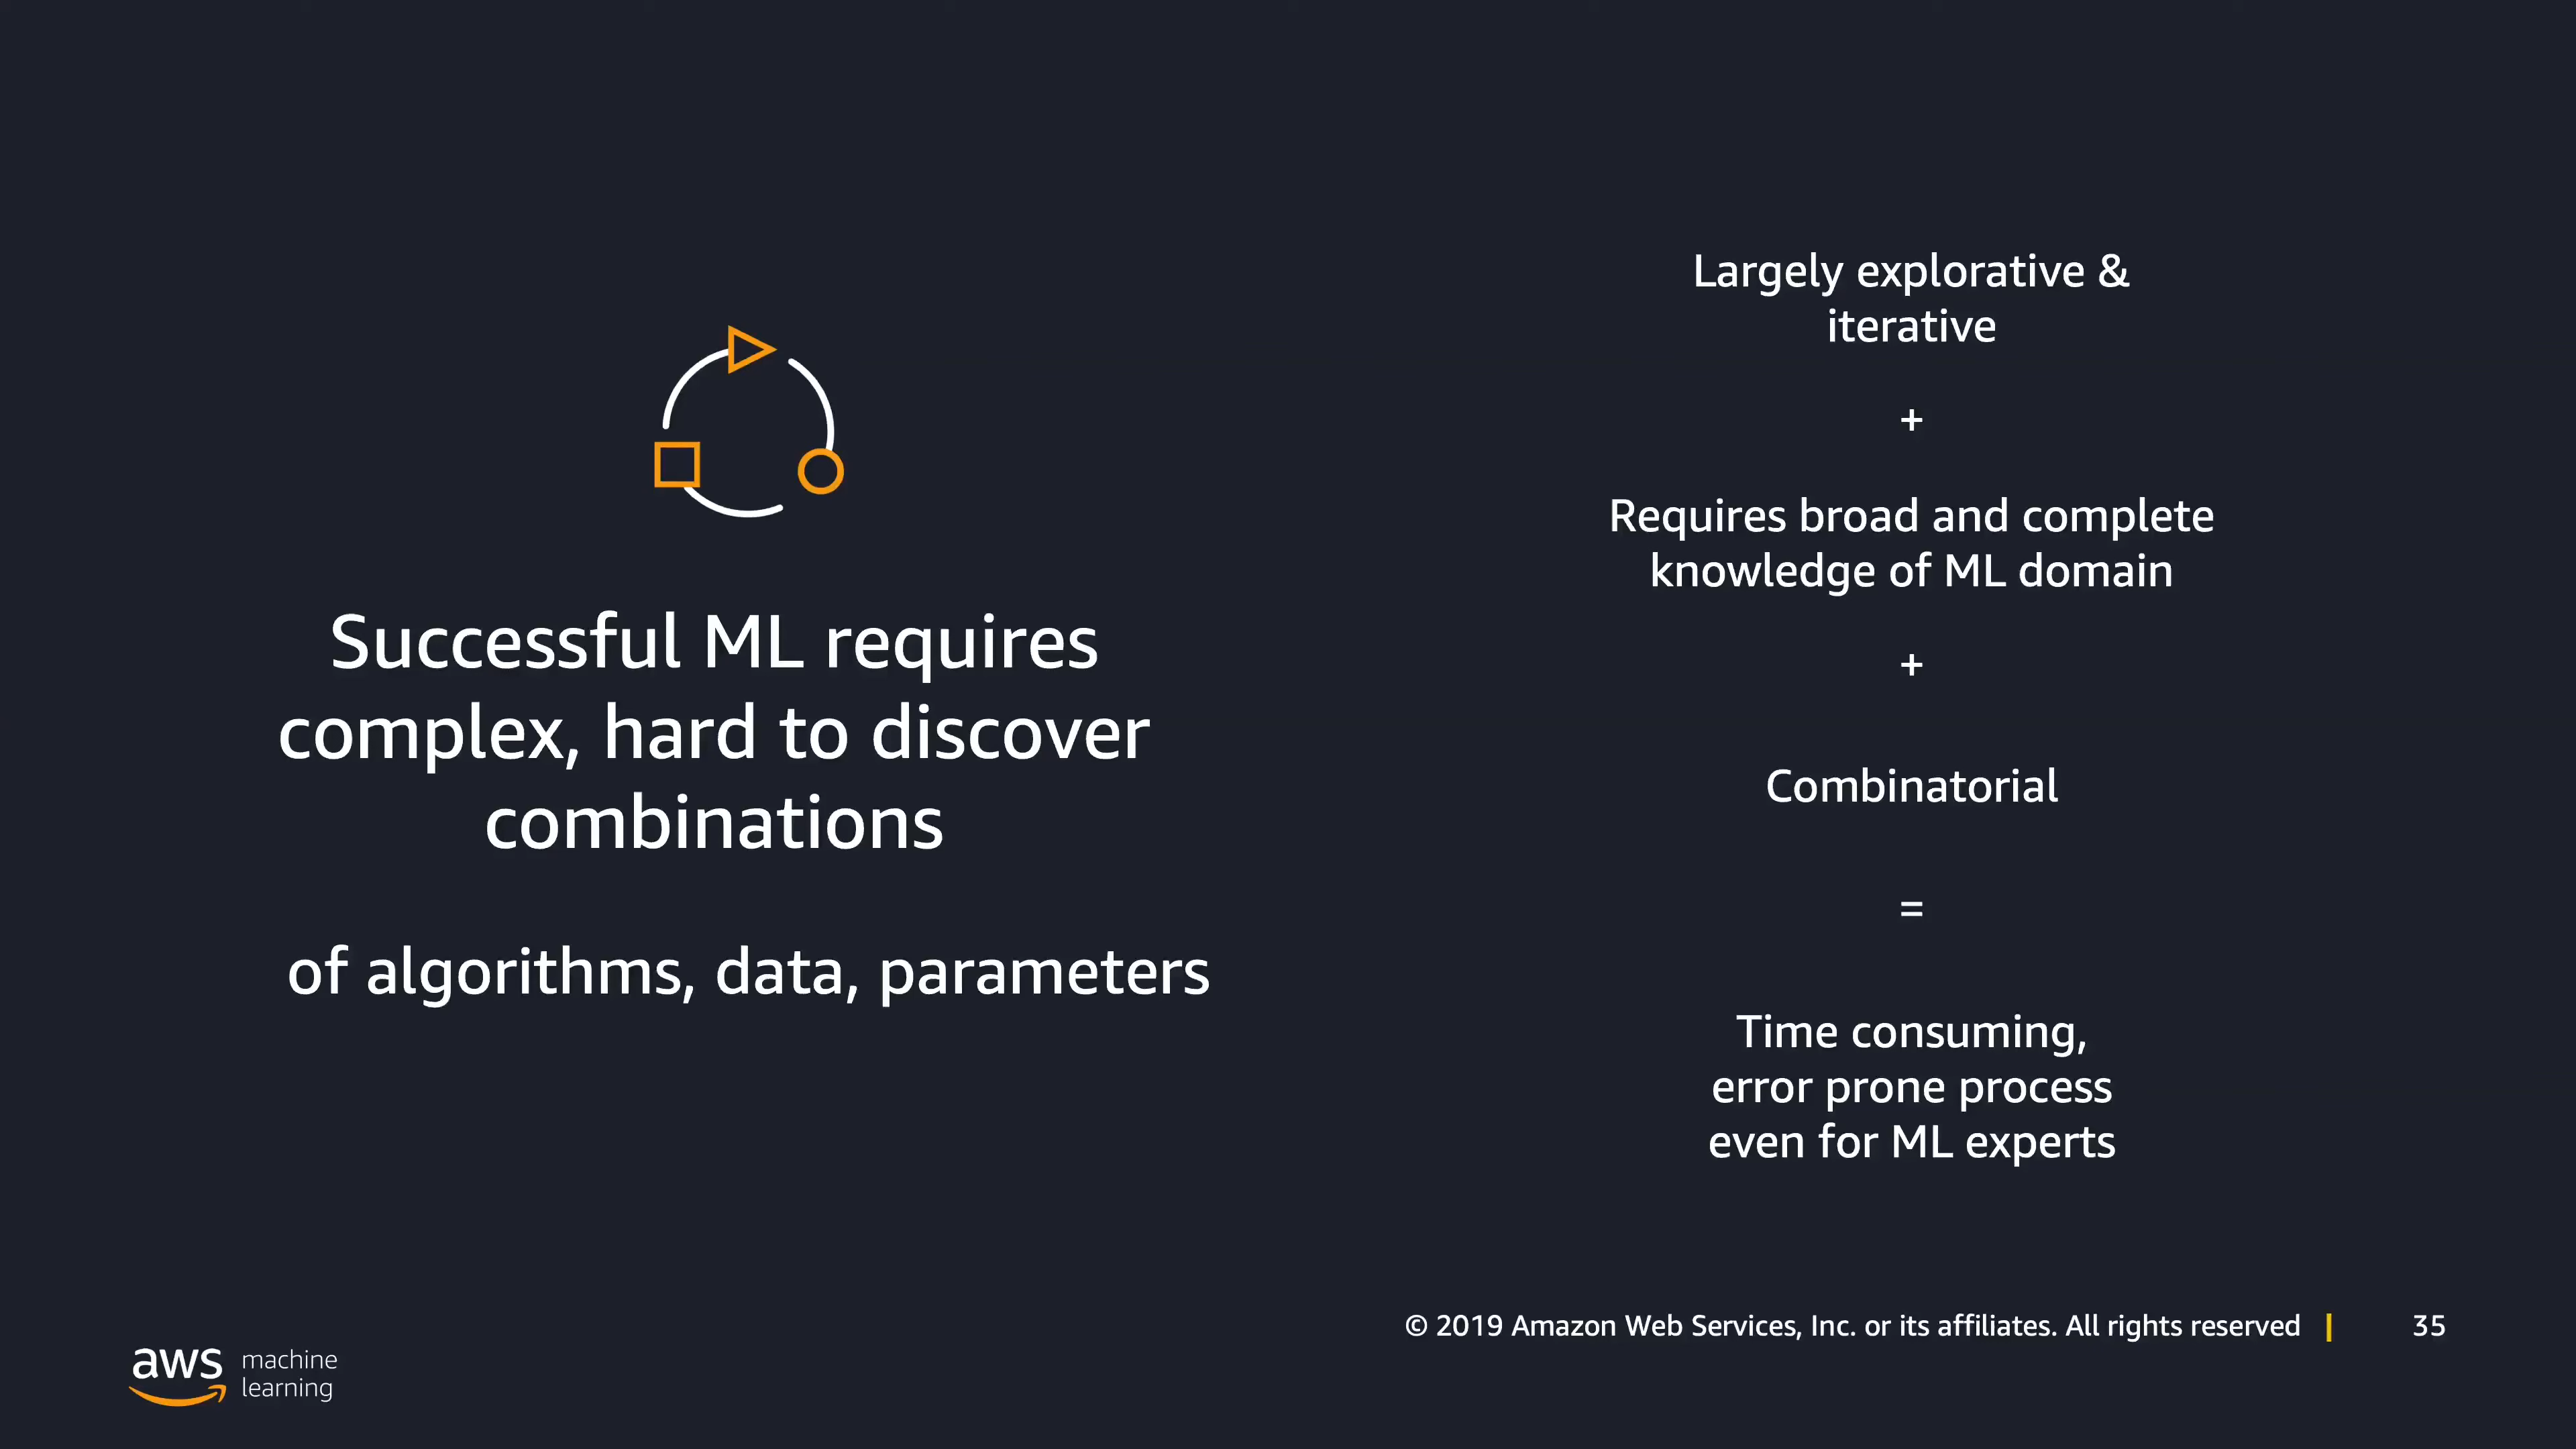 Successful ML requires
complex, hard to discover
combinations
of algorithms, data, parameters
Largely explorative &
iterative
+
Requires broad and complete
knowledge of ML domain
+
Combinatorial
=
Time consuming,
error prone process
even for ML experts
© 2019 Amazon Web Services, Inc. or its affiliates. All rights reserved | 35
aws machine
learning